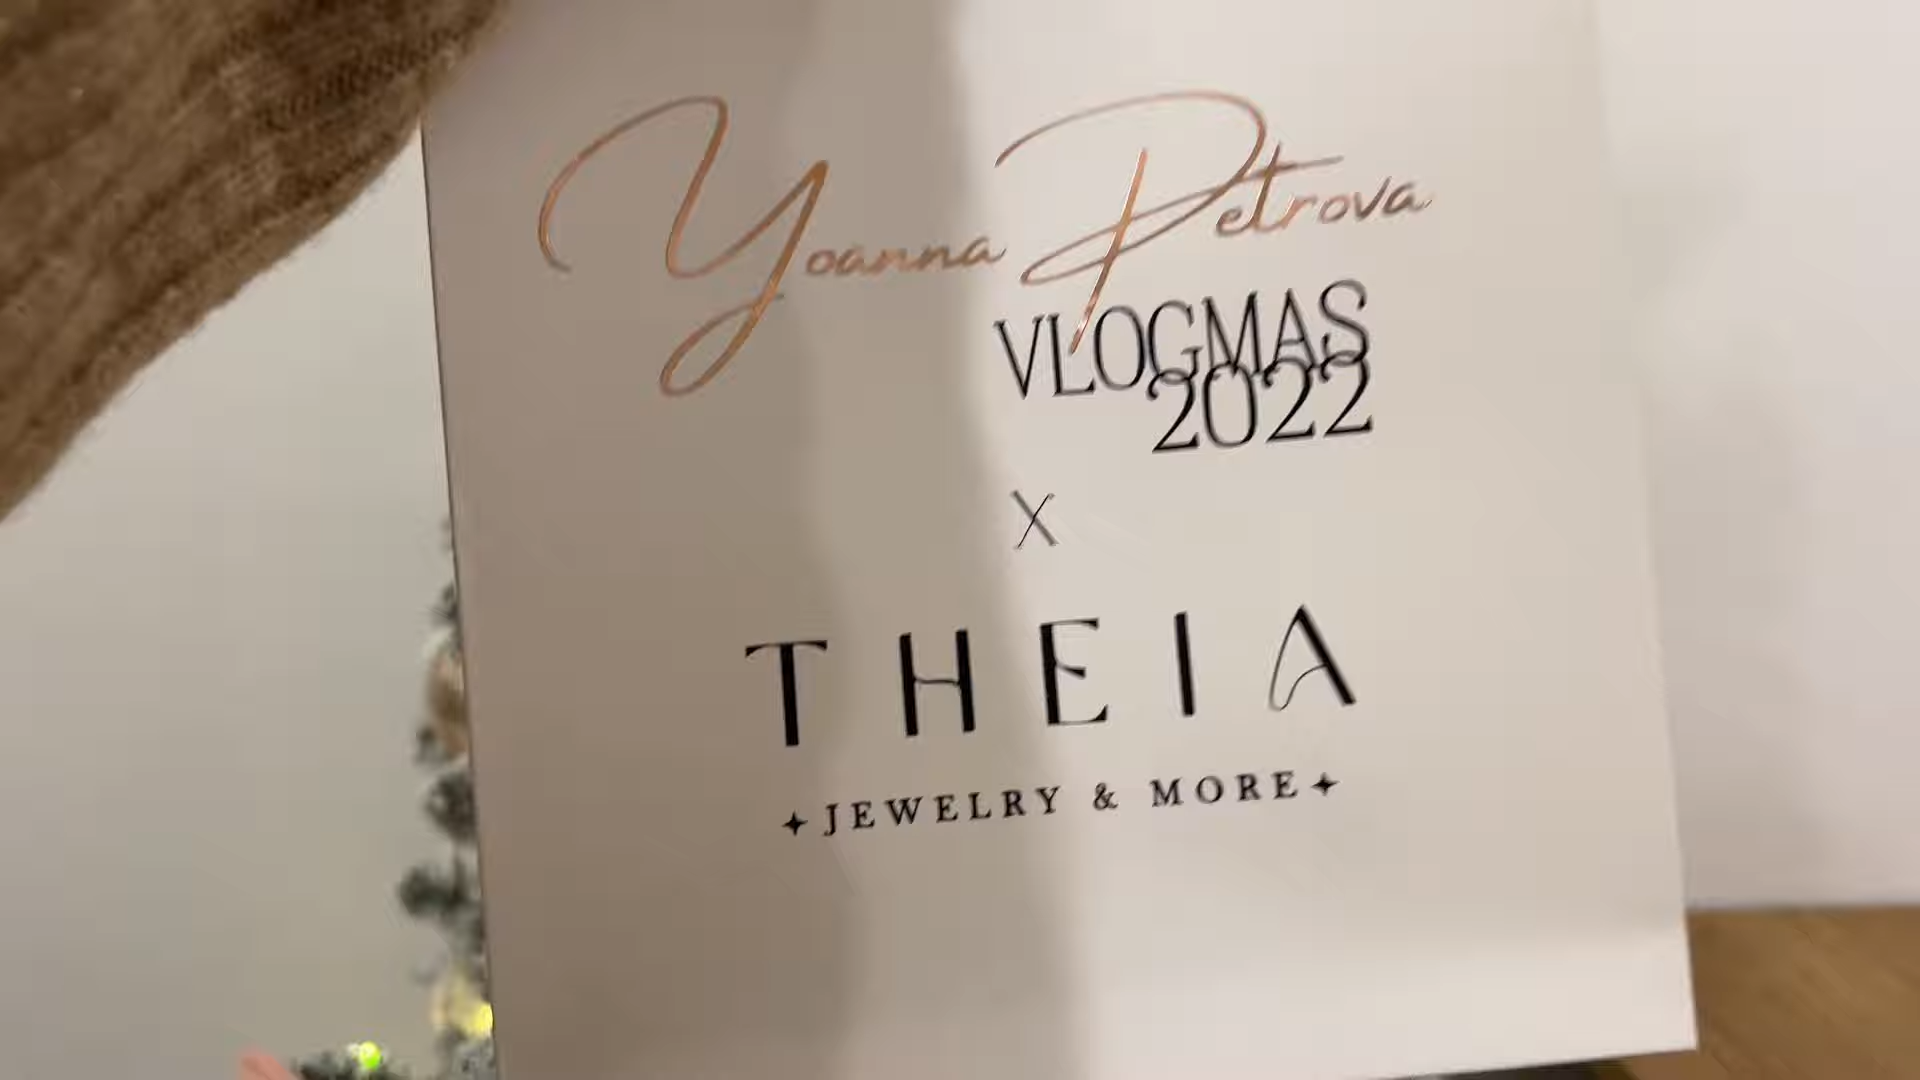 Yoanna Petrova
VLOGMAS
2022
X
THEIA
JEWELRY & MORE